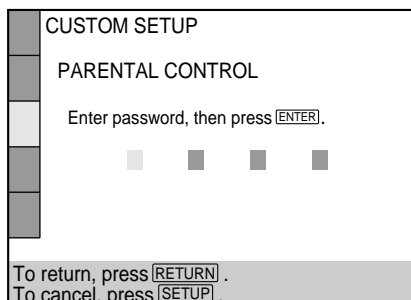 CUSTOM SETUP
PARENTAL CONTROL
Enter password, then press ENTER.
To return, press RETURN .
To cancel, press SETUP .